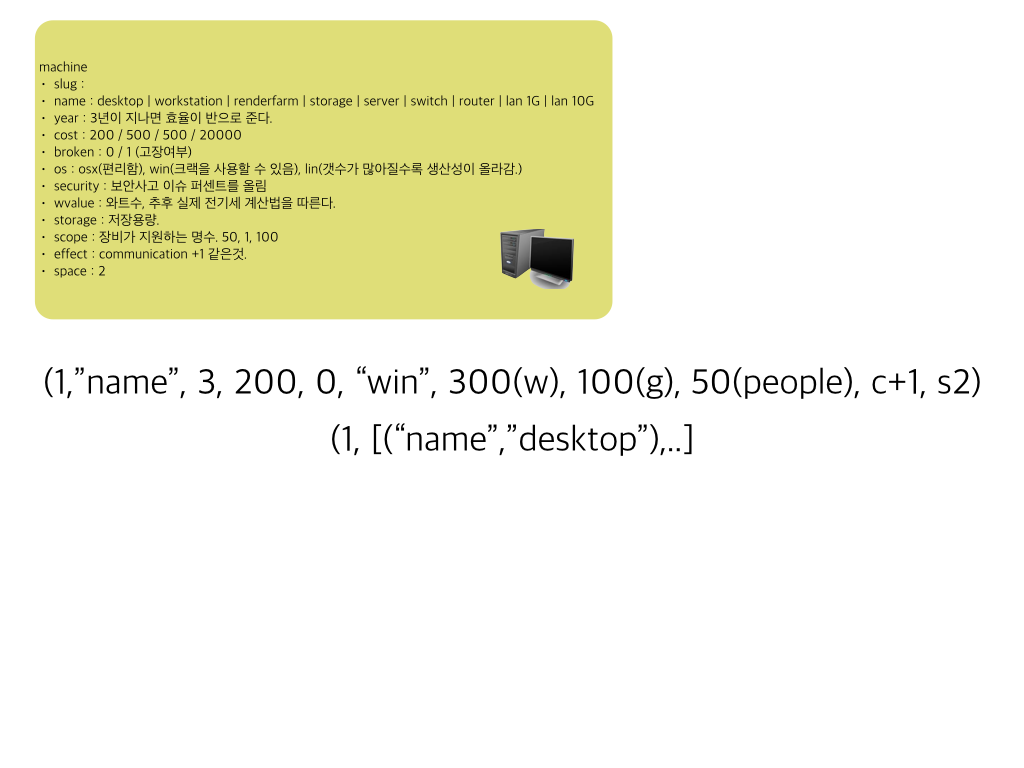 machine
• slug :
• name : desktop | workstation | renderfarm | storage | server | switch | router | lan 1G | lan 10G
• year : 3년이 지나면 효율이 반으로 준다.
• cost : 200 / 500 / 500 / 20000
• broken : 0 / 1 (고장여부)
• os : osx(편리함), win(크랙을 사용할 수 있음), lin(갯수가 많아질수록 생산성이 올라감.)
• security : 보안사고 이슈 퍼센트를 올림
• wvalue : 와트수, 추후 실제 전기세 계산법을 따른다.
• storage : 저장용량.
• scope : 장비가 지원하는 명수. 50, 1, 100
• effect : communication +1 같은것.
• space : 2
(1,”name”, 3, 200, 0, “win”, 300(w), 100(g), 50(people), c+1, s2)
(1, [(“name”,”desktop”),..]